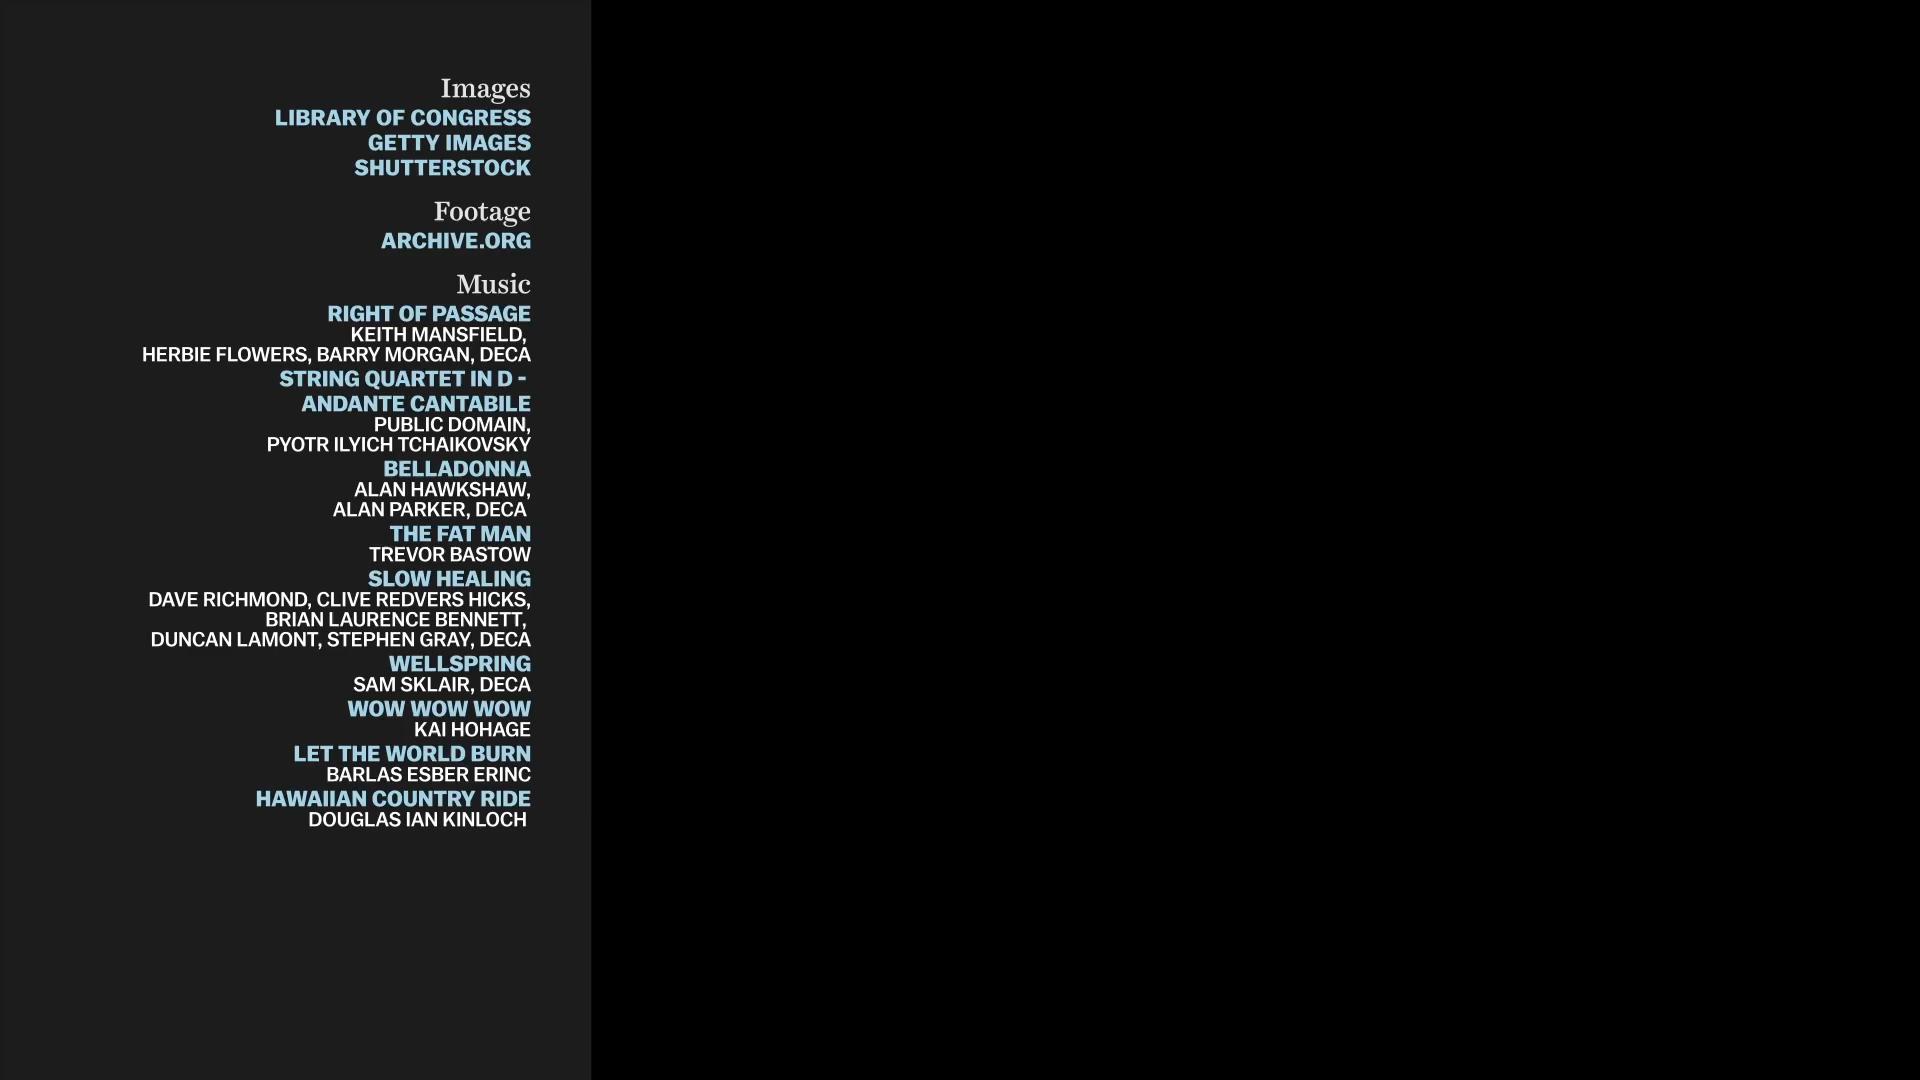 Images
LIBRARY OF CONGRESS
GETTY IMAGES
SHUTTERSTOCK
Footage
ARCHIVE.ORG
Music
RIGHT OF PASSAGE
KEITH MANSFIELD,
HERBIE FLOWERS, BARRY MORGAN, DECA
STRING QUARTET IN D -
ANDANTE CANTABILE
PUBLIC DOMAIN,
PYOTR ILYICH TCHAIKOVSKY
BELLADONNA
ALAN HAWKSHAW,
ALAN PARKER, DECA
THE FAT MAN
TREVOR BASTOW
SLOW HEALING
DAVE RICHMOND, CLIVE REDVERS HICKS,
BRIAN LAURENCE BENNETT,
DUNCAN LAMONT, STEPHEN GRAY, DECA
WELLSPRING
SAM SKLAIR, DECA
WOW WOW WOW
KAI HOHAGE
LET THE WORLD BURN
BARLAS ESBER ERINC
HAWAIIAN COUNTRY RIDE
DOUGLAS IAN KINLOCH